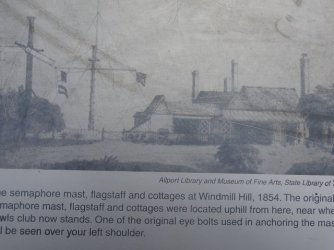 Allport Library and Museum of Fine Arts, State Library of
he semaphore mast, flagstaff and cottages at Windmill Hill, 1854. The original
maphore mast, flagstaff and cottages were located uphill from here, near whe
wls club now stands. One of the original eye bolts used in anchoring the mas
l be seen over your left shoulder.